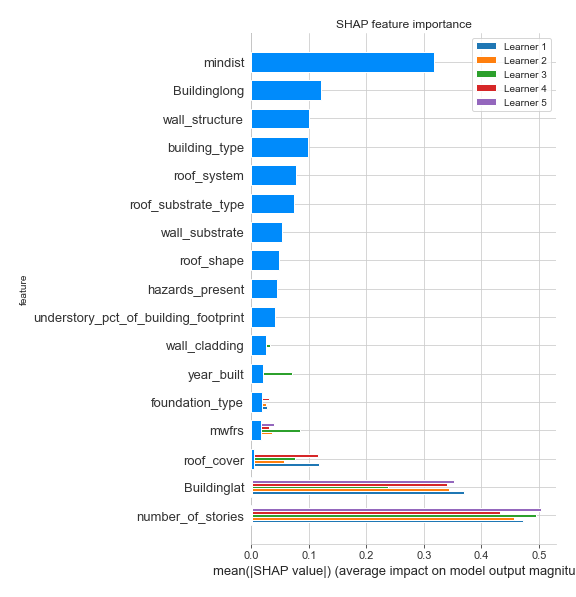 SHAP feature importance
Learner 1
Learner 2
Learner 3
Learner 4
Learner 5
mindist
Buildinglong
wall_structure
building_type
roof_system
roof_substrate_type
wall_substrate
roof_shape
hazards_present
understory_pct_of_building_footprint
wall_cladding
year_built
foundation_type
mwfrs
roof_cover
Buildinglat
number_of_stories
feature
0.0 0.1 0.2 0.3 0.4 0.5
mean(|SHAP value|) (average impact on model output magnitu